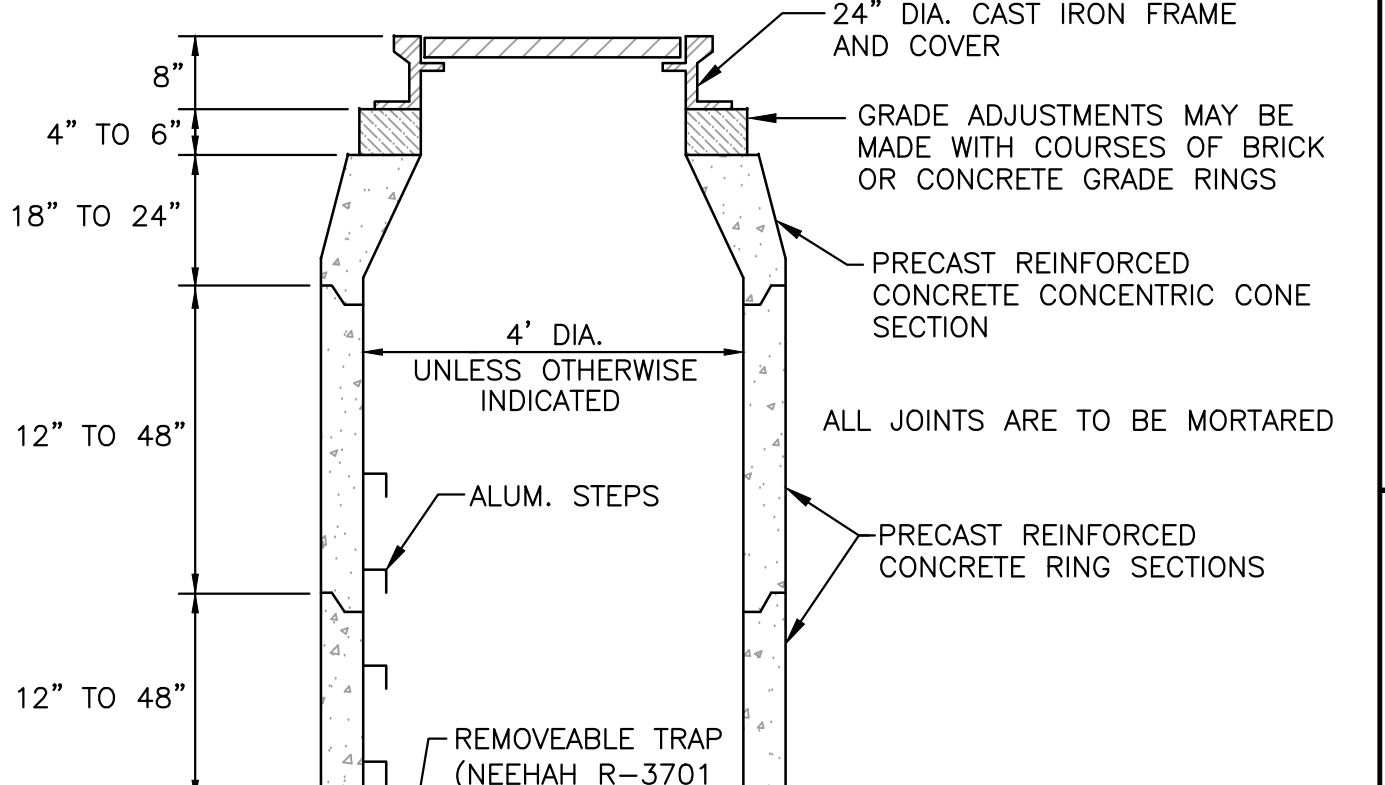 24” DIA. CAST IRON FRAME
AND COVER
8”
4” TO 6”
GRADE ADJUSTMENTS MAY BE
MADE WITH COURSES OF BRICK
OR CONCRETE GRADE RINGS
18” TO 24”
PRECAST REINFORCED
CONCRETE CONCENTRIC CONE
SECTION
4’ DIA.
UNLESS OTHERWISE
INDICATED
12” TO 48”
ALL JOINTS ARE TO BE MORTARED
ALUM. STEPS
PRECAST REINFORCED
CONCRETE RING SECTIONS
12” TO 48”
REMOVEABLE TRAP
(NEEHAH R–3701